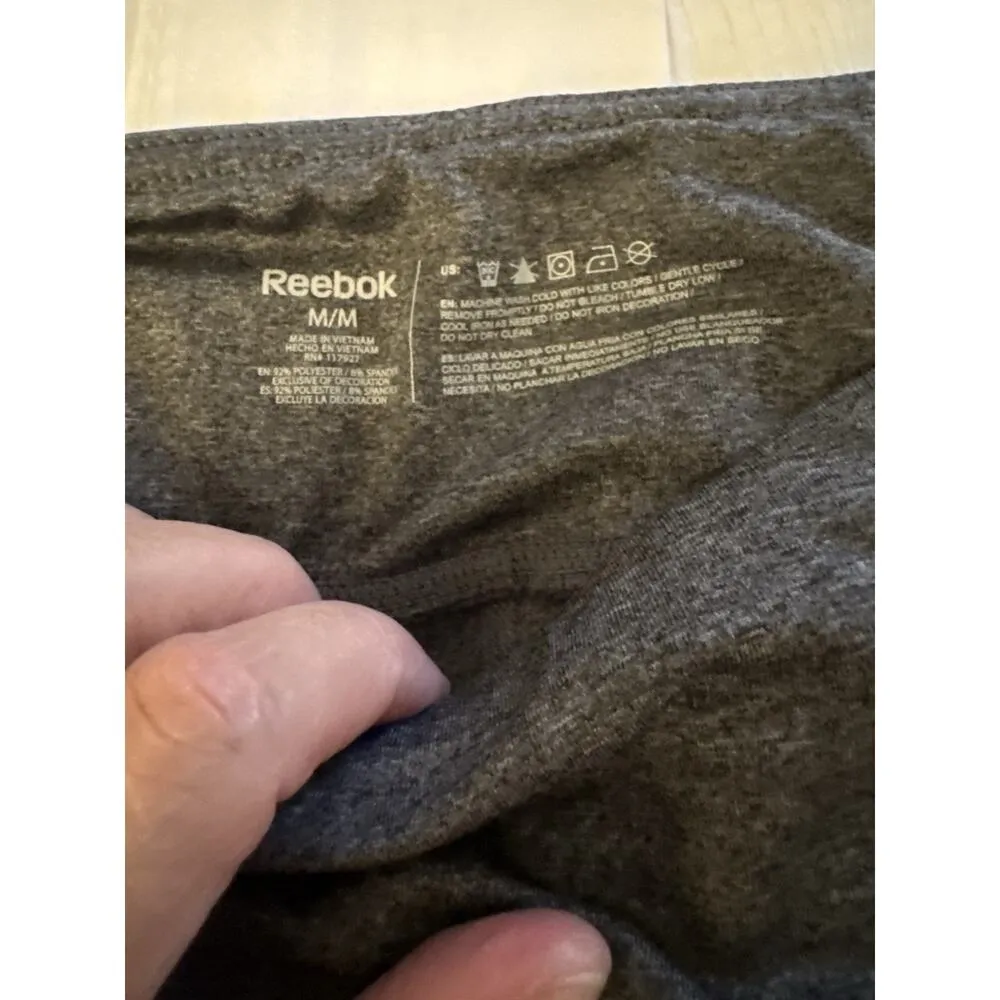 Reebok
M/M
MADE IN VIETNAM
HECHO EN VIETNAM
RN# 117927
EN: 92% POLYESTER / 8% SPANDE
EXCLUSIVE OF DECORATION
ES: 92% POLIESTER / 8% SPANDE
EXCLUYE LA DECORACION
US:
EN: MACHINE WASH COLD WITH LIKE COLORS / GENTLE CYCLE /
REMOVE PROMPTLY / DO NOT BLEACH / TUMBLE DRY LOW /
COOL IRON AS NEEDED / DO NOT IRON DECORATION /
DO NOT DRY CLEAN
ES: LAVAR A MAQUINA CON AGUA FRIA CON COLORES SIMILARES /
CICLO DELICADO / SACAR INMEDIATAMENTE / NO USE BLANQUEADOR
SECAR EN MAQUINA A TEMPERATURA BAJA / PLANCHA FRIA SI SE
NECESITA / NO PLANCHAR LA DECORACION / NO LAVAR EN SECO